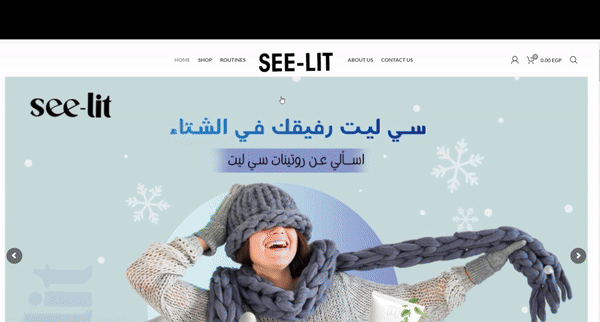 HOME SHOP ROUTINES SEE-LIT ABOUT US CONTACT US 0 0.00 EGP
see-lit
سي ليت رفيقك في الشتاء
اسألي عن روتينات سي ليت
lit